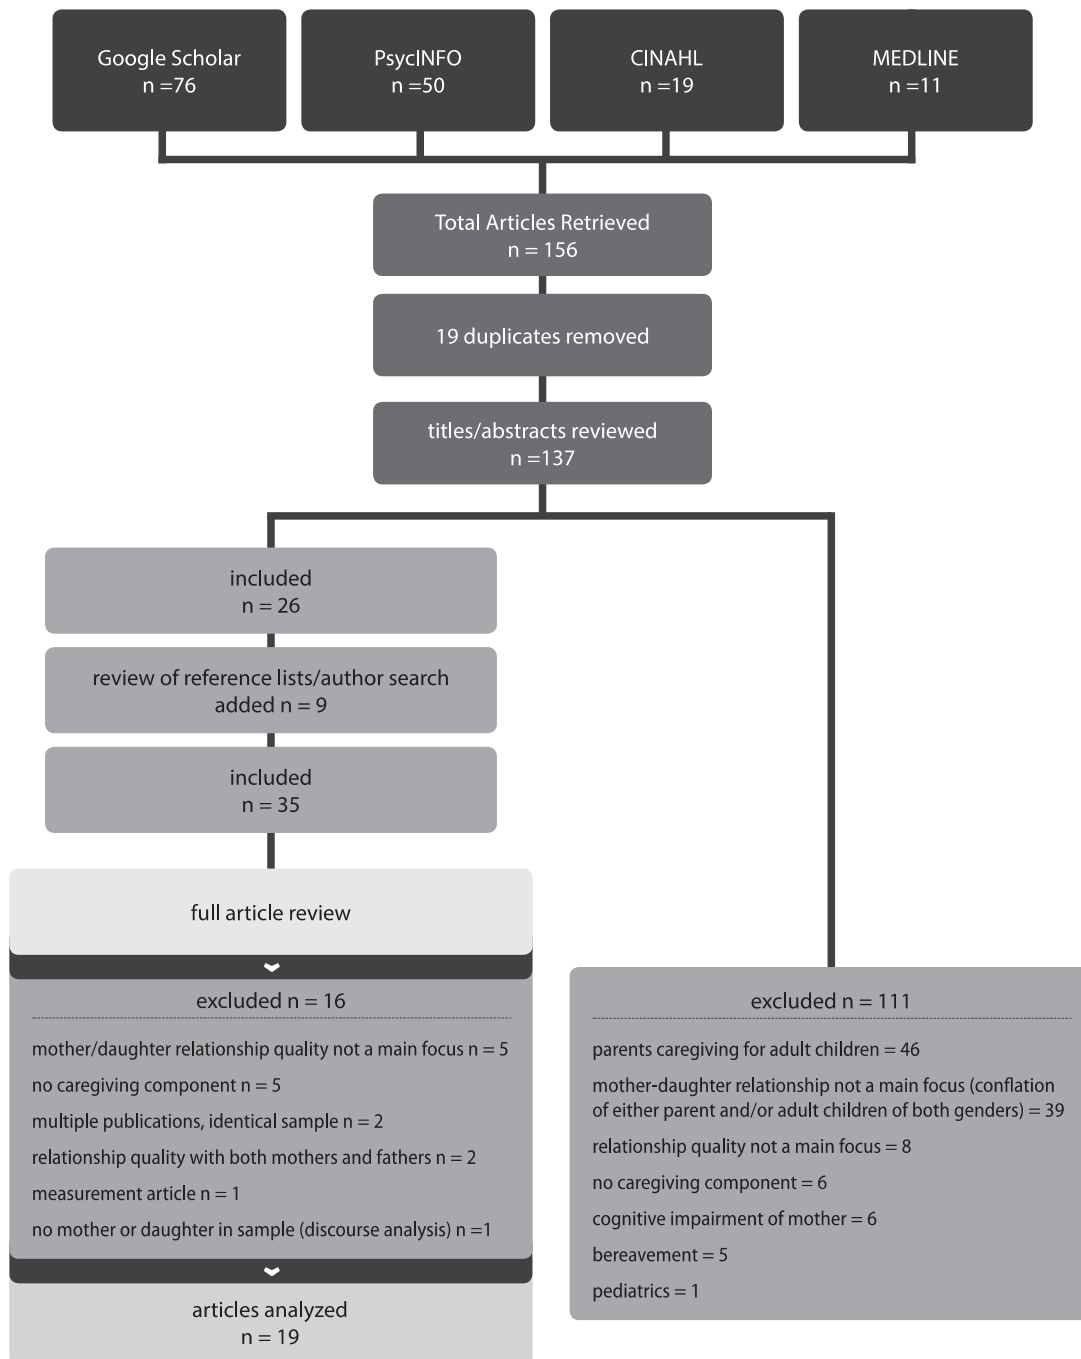 Google Scholar
n =76
PsycINFO
n =50
CINAHL
n =19
MEDLINE
n =11
Total Articles Retrieved
n = 156
19 duplicates removed
titles/abstracts reviewed
n =137
included
n = 26
review of reference lists/author search
added n = 9
included
n = 35
full article review
excluded n = 16
mother/daughter relationship quality not a main focus n = 5
no caregiving component n = 5
multiple publications, identical sample n = 2
relationship quality with both mothers and fathers n = 2
measurement article n = 1
no mother or daughter in sample (discourse analysis) n =1
articles analyzed
n = 19
excluded n = 111
parents caregiving for adult children = 46
mother-daughter relationship not a main focus (conflation
of either parent and/or adult children of both genders) = 39
relationship quality not a main focus = 8
no caregiving component = 6
cognitive impairment of mother = 6
bereavement = 5
pediatrics = 1